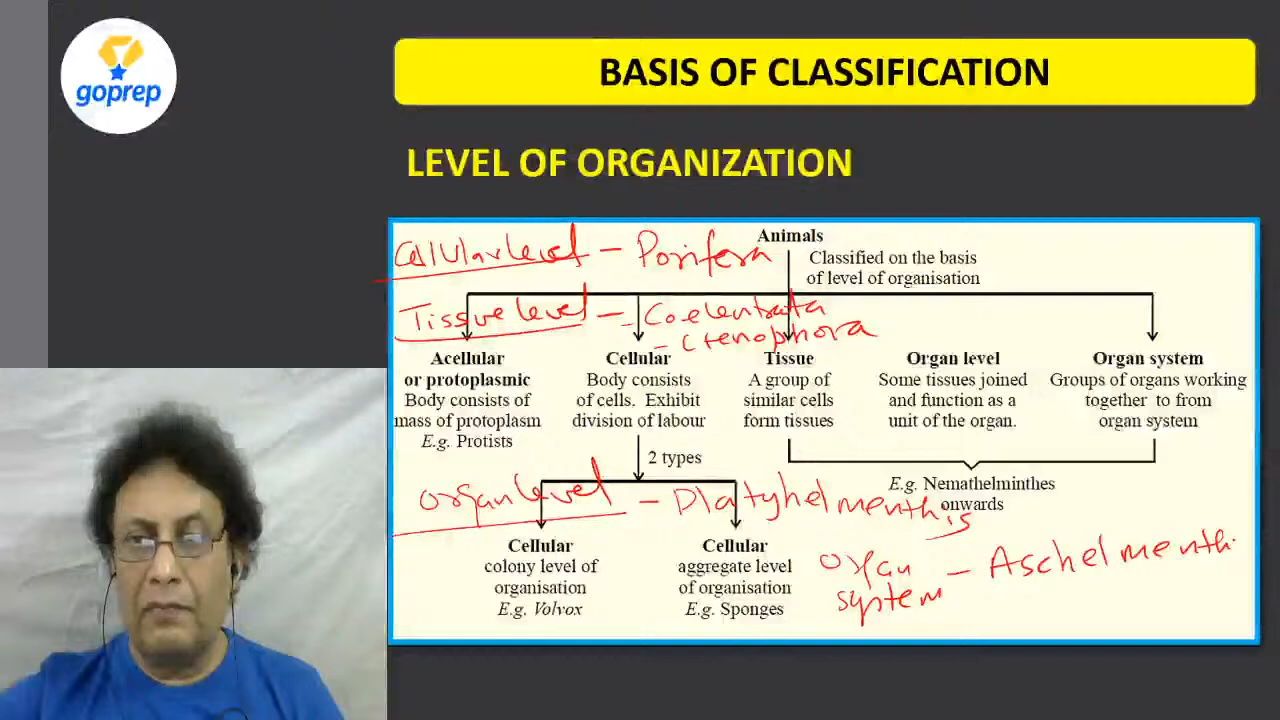 goprep
BASIS OF CLASSIFICATION
LEVEL OF ORGANIZATION
Cellular level – Porifera
Animals
Classified on the basis
of level of organisation
Tissue level – Coelentrata
– Ctenophora
Acellular
or protoplasmic
Body consists of
mass of protoplasm
E.g. Protists
Cellular
Body consists
of cells. Exhibit
division of labour
Tissue
A group of
similar cells
form tissues
Organ level
Some tissues joined
and function as a
unit of the organ.
Organ system
Groups of organs working
together to from
organ system
2 types
E.g. Nemathelminthes
onwards
Organ level – Platyhelmenthis
Cellular
colony level of
organisation
E.g. Volvox
Cellular
aggregate level
of organisation
E.g. Sponges
Organ
system – Aschelmenthi